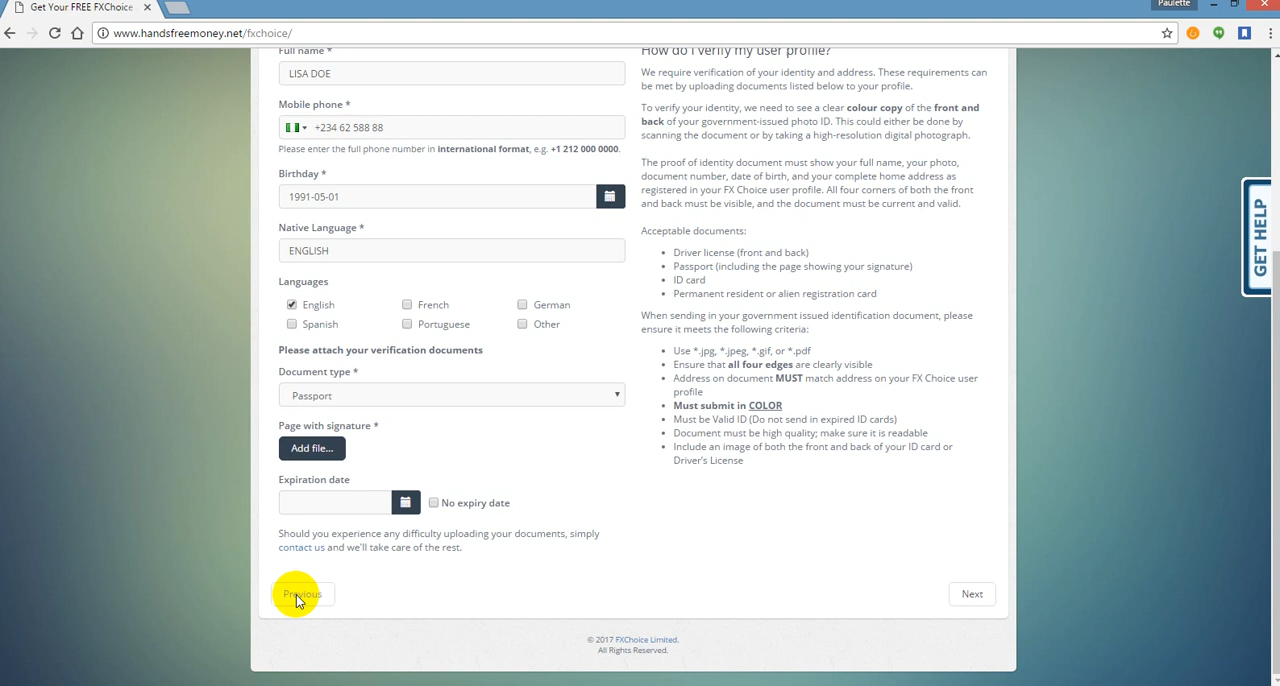 Get Your FREE FXChoice
Paulette
www.handsfreemoney.net/fxchoice/
Full name *
LISA DOE
Mobile phone *
+234 62 588 88
Please enter the full phone number in international format, e.g. +1 212 000 0000.
Birthday *
1991-05-01
Native Language *
ENGLISH
Languages
English
French
German
Spanish
Portuguese
Other
Please attach your verification documents
Document type *
Passport
Page with signature *
Add file...
Expiration date
No expiry date
Should you experience any difficulty uploading your documents, simply
contact us and we'll take care of the rest.
Previous
How do I verify my user profile?
We require verification of your identity and address. These requirements can
be met by uploading documents listed below to your profile.
To verify your identity, we need to see a clear colour copy of the front and
back of your government-issued photo ID. This could either be done by
scanning the document or by taking a high-resolution digital photograph.
The proof of identity document must show your full name, your photo,
document number, date of birth, and your complete home address as
registered in your FX Choice user profile. All four corners of both the front
and back must be visible, and the document must be current and valid.
Acceptable documents:
• Driver license (front and back)
• Passport (including the page showing your signature)
• ID card
• Permanent resident or alien registration card
When sending in your government issued identification document, please
ensure it meets the following criteria:
• Use *.jpg, *.jpeg, *.gif, or *.pdf
• Ensure that all four edges are clearly visible
• Address on document MUST match address on your FX Choice user
profile
• Must submit in COLOR
• Must be Valid ID (Do not send in expired ID cards)
• Document must be high quality; make sure it is readable
• Include an image of both the front and back of your ID card or
Driver's License
Next
GET HELP
© 2017 FXChoice Limited.
All Rights Reserved.